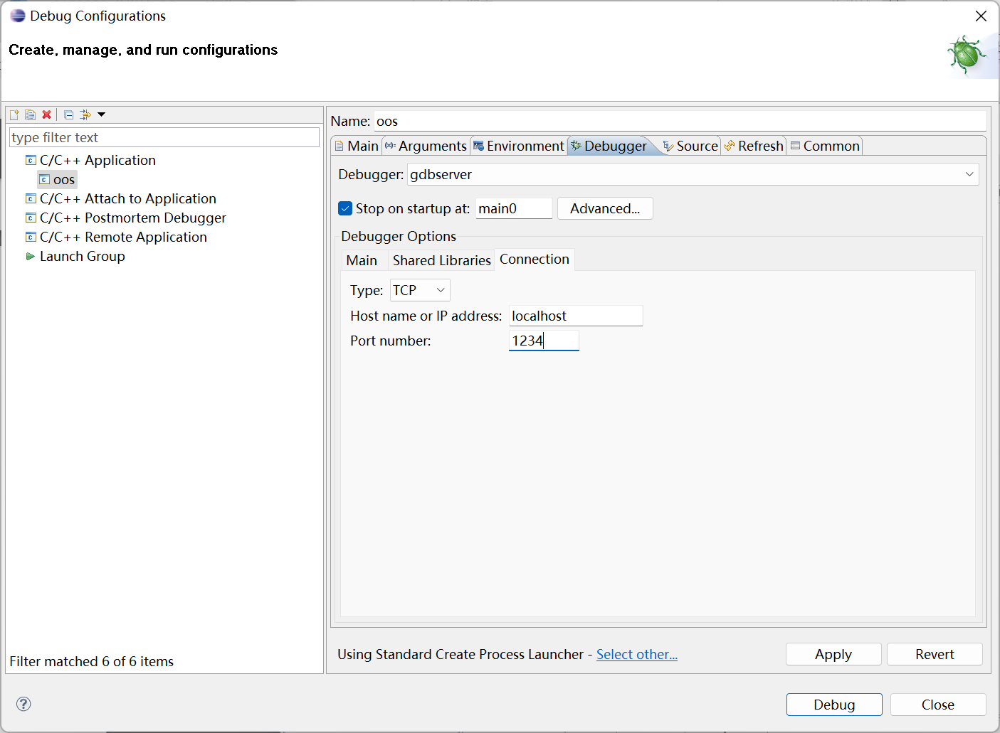 Debug Configurations
Create, manage, and run configurations
type filter text
C/C++ Application
oos
C/C++ Attach to Application
C/C++ Postmortem Debugger
C/C++ Remote Application
Launch Group
Filter matched 6 of 6 items
Name: oos
Main Arguments Environment Debugger Source Refresh Common
Debugger: gdbserver
Stop on startup at: main0 Advanced...
Debugger Options
Main Shared Libraries Connection
Type: TCP
Host name or IP address: localhost
Port number: 1234
Using Standard Create Process Launcher - Select other...
Apply Revert
Debug Close